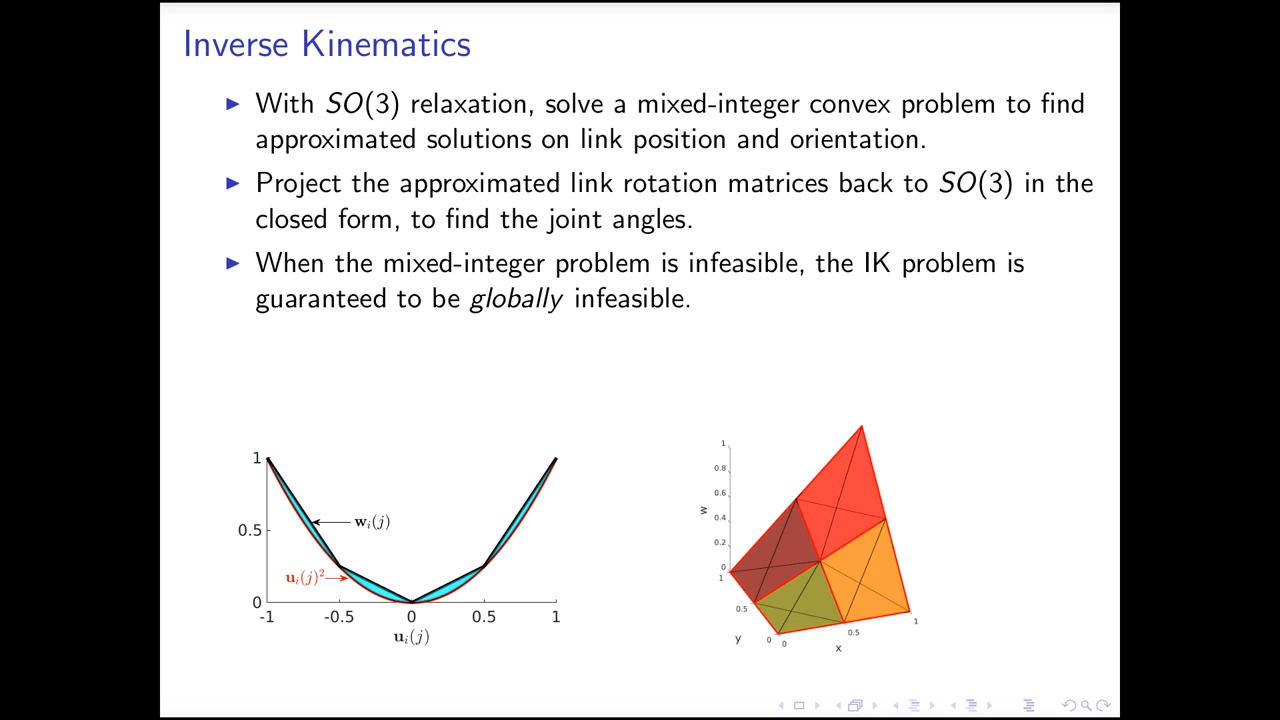 Inverse Kinematics
With SO(3) relaxation, solve a mixed-integer convex problem to find
approximated solutions on link position and orientation.
Project the approximated link rotation matrices back to SO(3) in the
closed form, to find the joint angles.
When the mixed-integer problem is infeasible, the IK problem is
guaranteed to be globally infeasible.
1
0.5
0
-1 -0.5 0 0.5 1
wᵢ(j)
uᵢ(j)²
uᵢ(j)
1
0.8
0.6
w
0.4
0.2
0
1
0.5
0
y
0
0.5
1
x